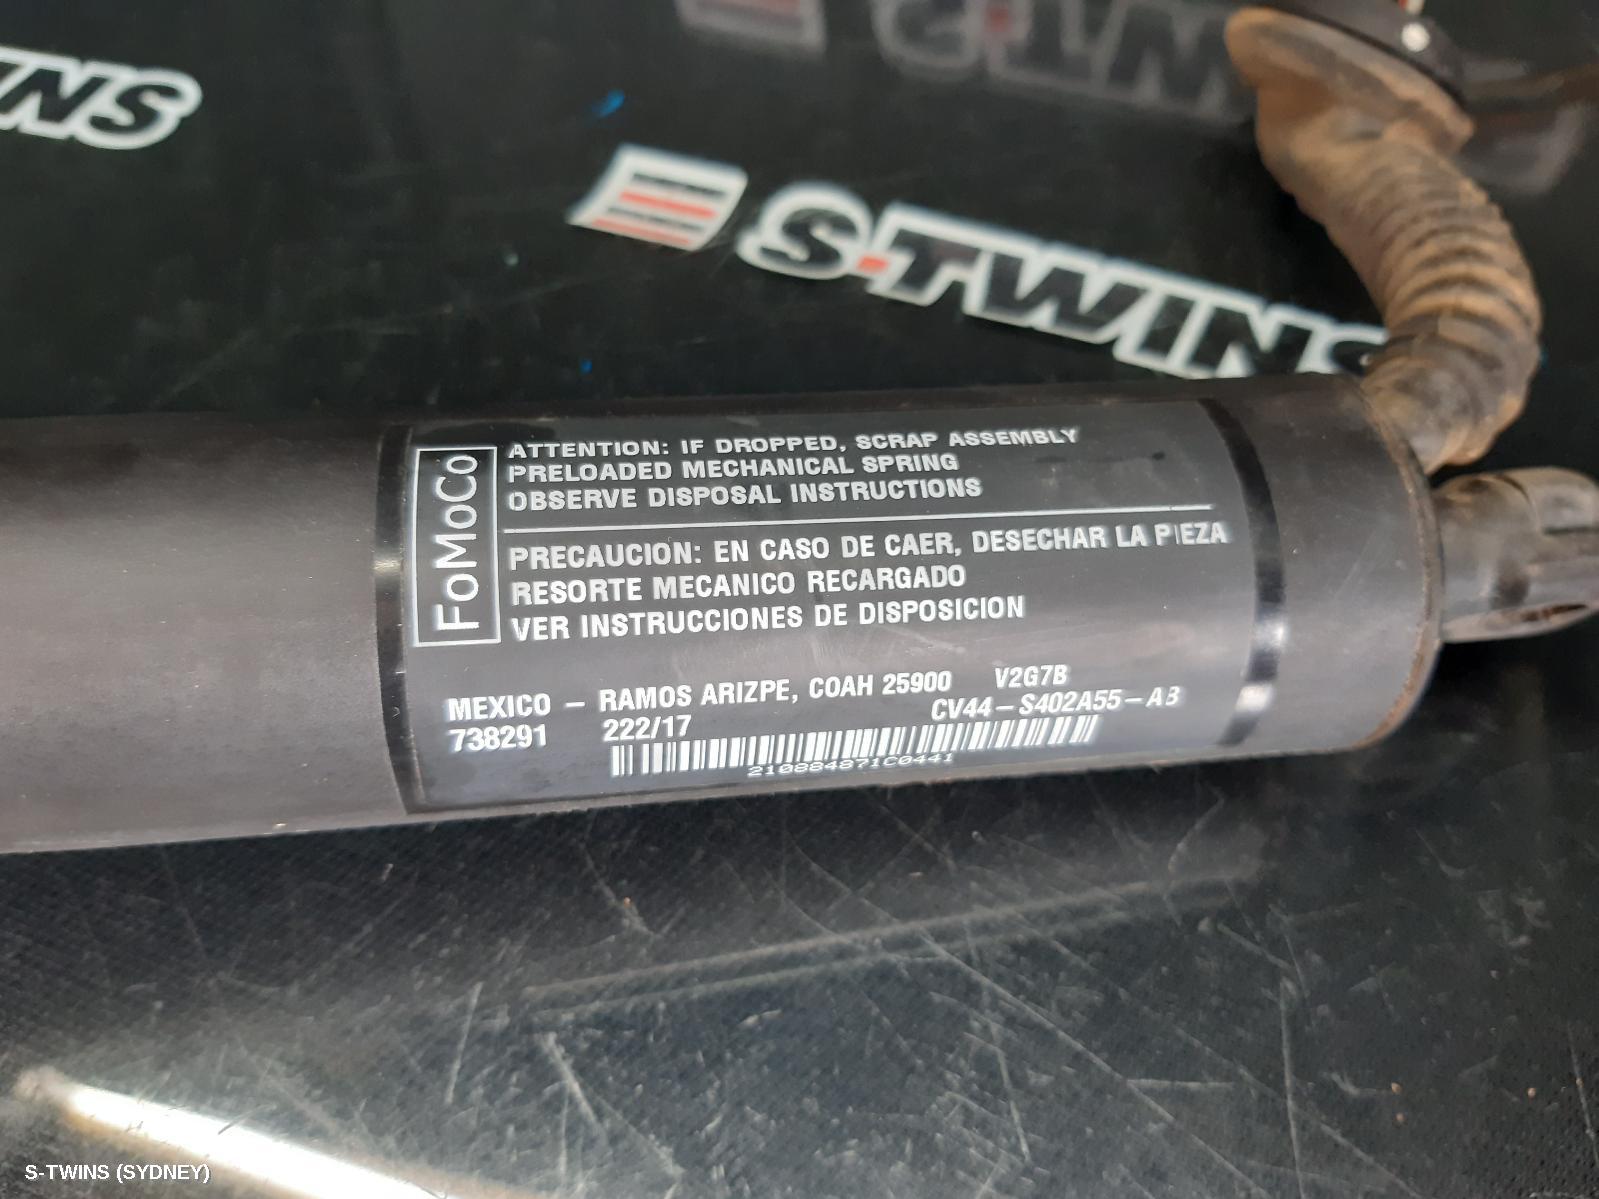 NS
S-TWINS
FoMoCo
ATTENTION: IF DROPPED, SCRAP ASSEMBLY
PRELOADED MECHANICAL SPRING
OBSERVE DISPOSAL INSTRUCTIONS
PRECAUCION: EN CASO DE CAER, DESECHAR LA PIEZA
RESORTE MECANICO RECARGADO
VER INSTRUCCIONES DE DISPOSICION
MEXICO - RAMOS ARIZPE, COAH 25900 V2G7B
738291 222/17 CV44-S402A55-AB
210884871C0441
S-TWINS (SYDNEY)